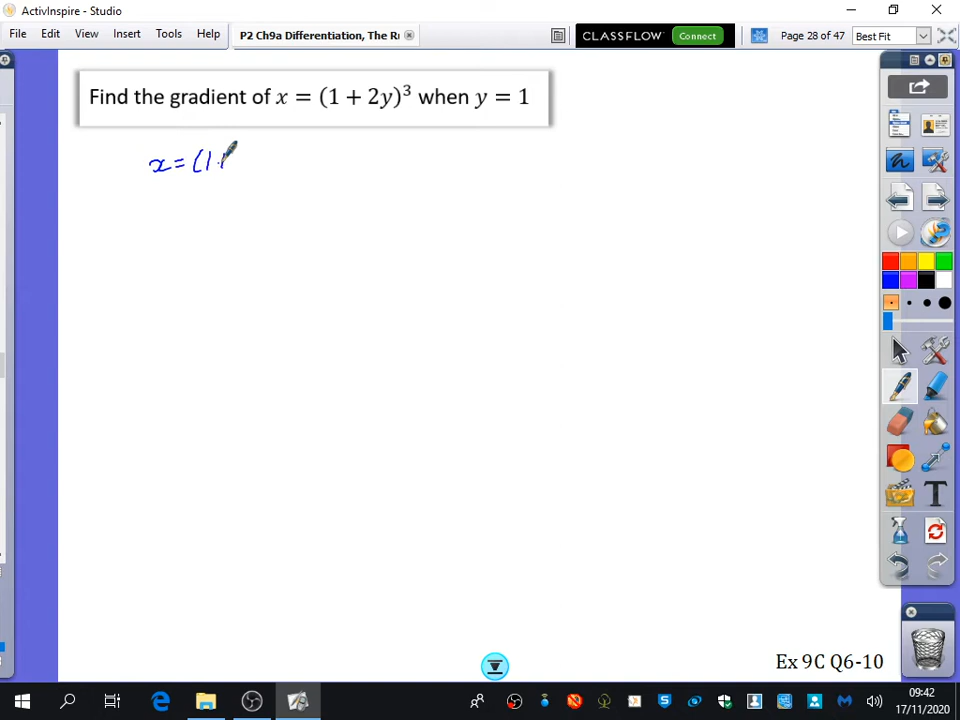 ActivInspire - Studio
File Edit View Insert Tools Help
P2 Ch9a Differentiation, The Rı
CLASSFLOW Connect
Page 28 of 47
Best Fit
Find the gradient of x = (1 + 2y)³ when y = 1
x = (1
Ex 9C Q6-10
09:42
17/11/2020